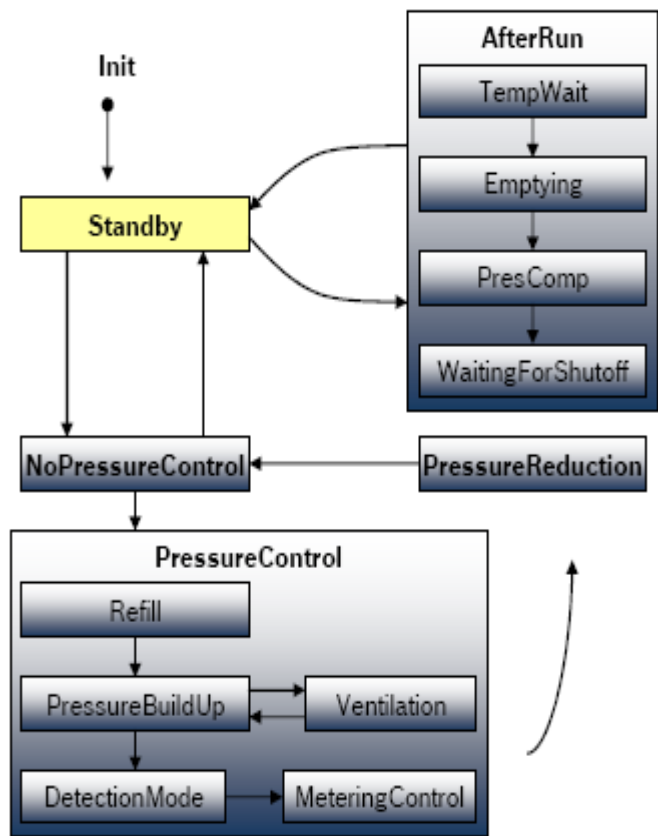 Init
AfterRun
TempWait
Emptying
PresComp
WaitingForShutoff
Standby
NoPressureControl
PressureReduction
PressureControl
Refill
PressureBuildUp
Ventilation
DetectionMode
MeteringControl